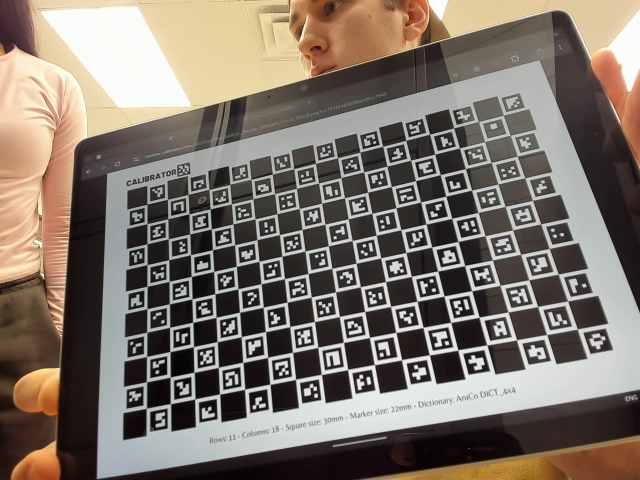 CALIBRATOR
Rows: 11 - Columns: 18 - Square size: 30mm - Marker size: 22mm - Dictionary: AruCo DICT_4x4
ENG